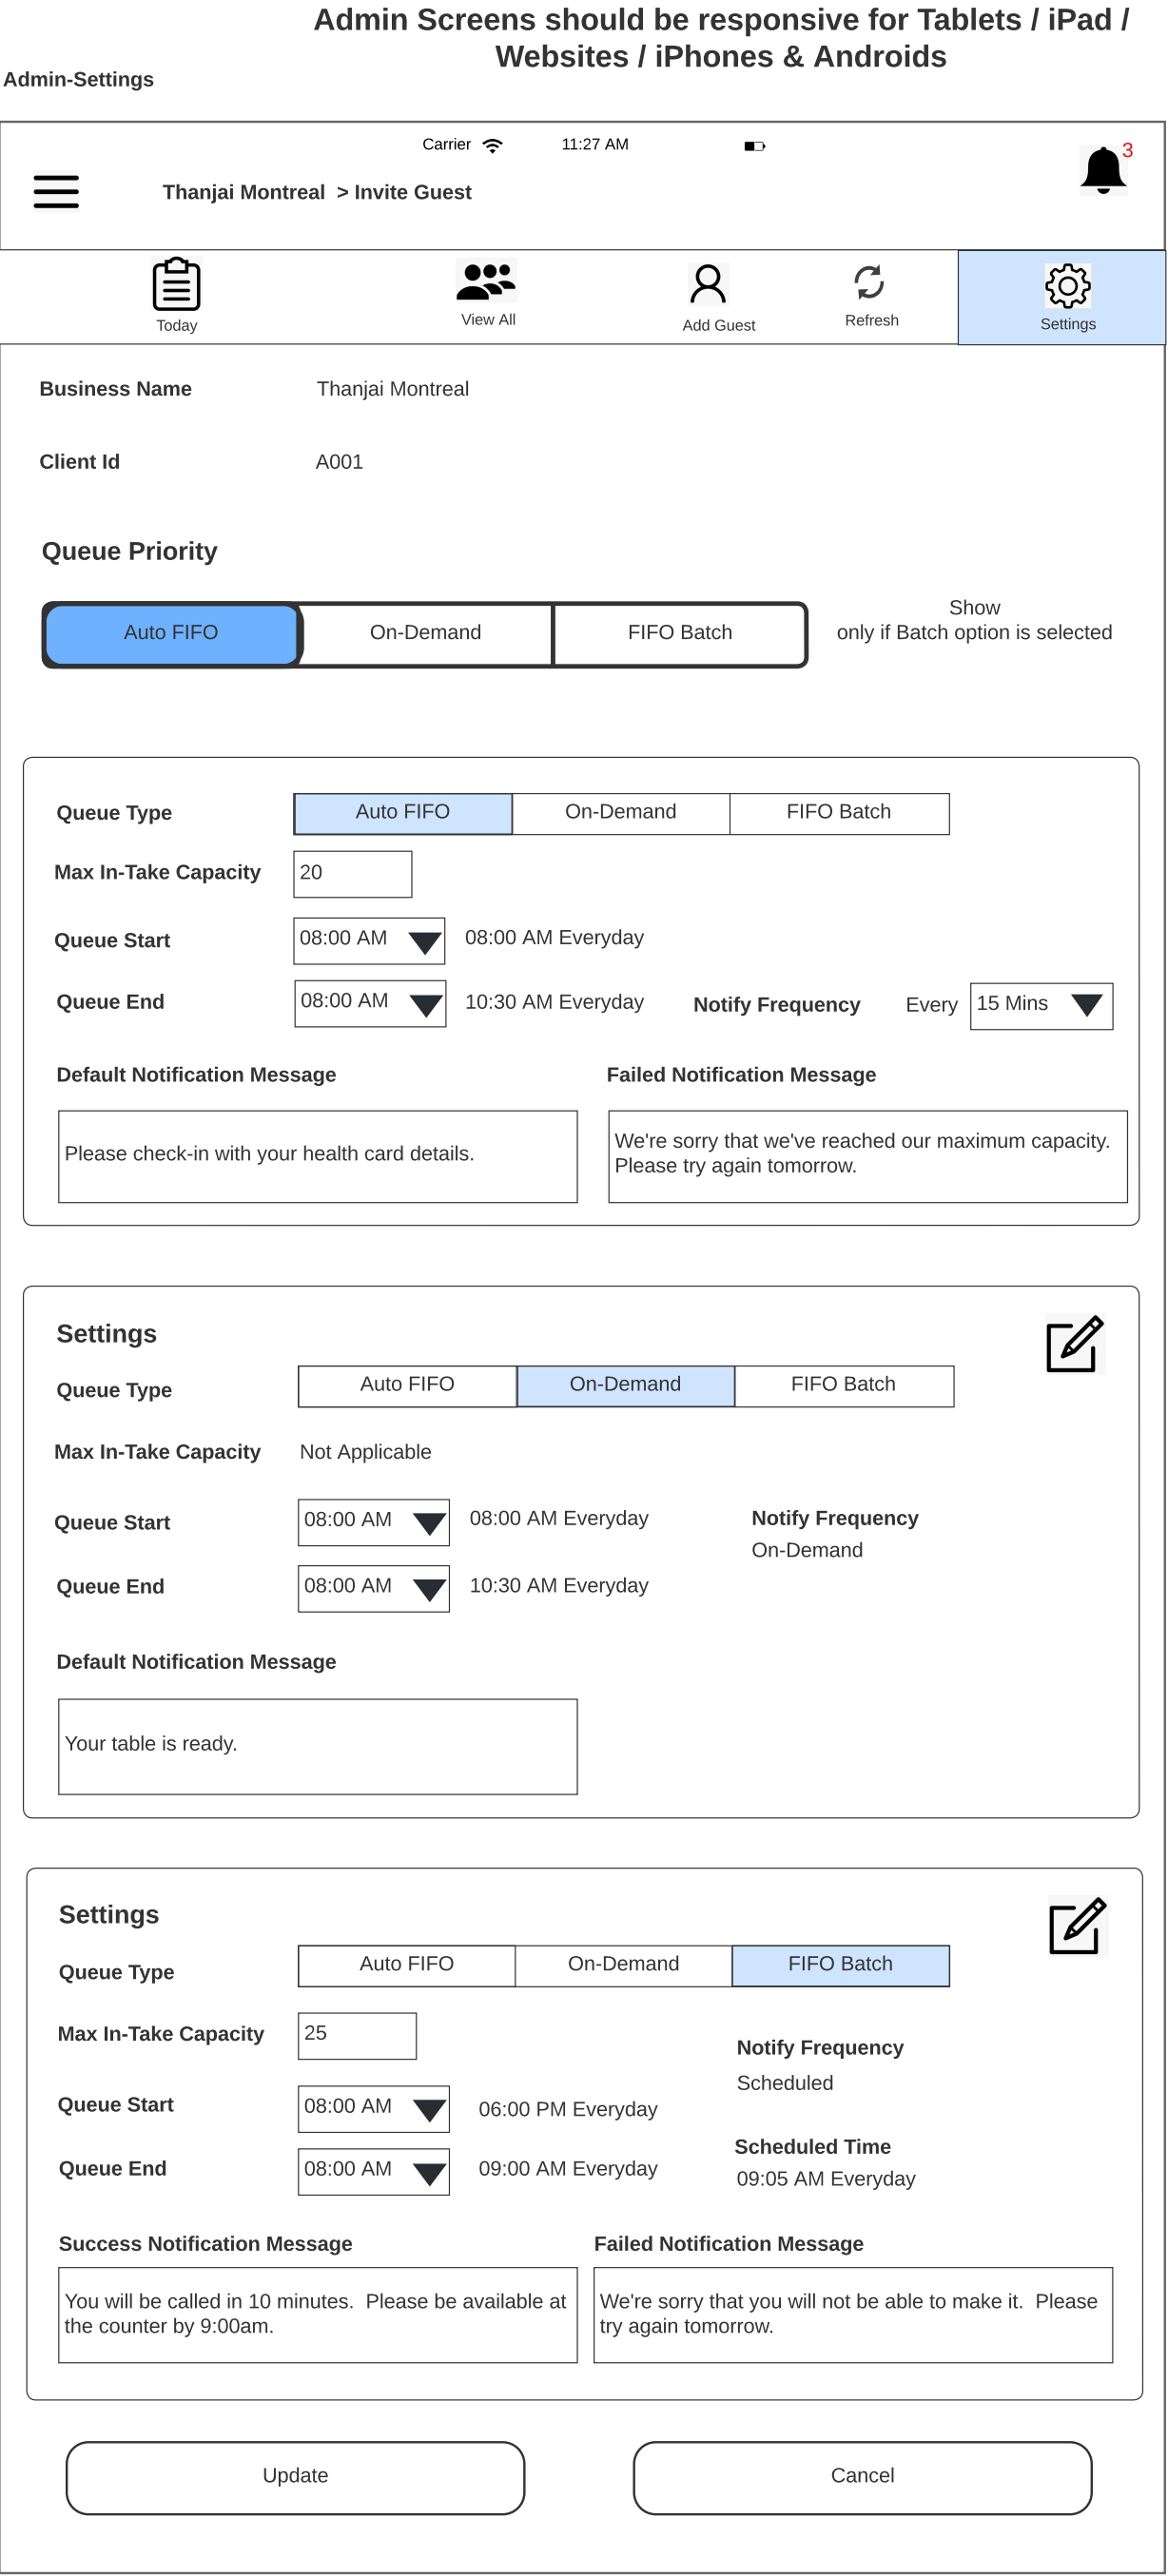 Admin Screens should be responsive for Tablets / iPad /
Websites / iPhones & Androids
Admin-Settings
Carrier 11:27 AM
3
Thanjai Montreal > Invite Guest
Today
View All
Add Guest
Refresh
Settings
Business Name Thanjai Montreal
Client Id A001
Queue Priority
Auto FIFO On-Demand FIFO Batch
Show
only if Batch option is selected
Queue Type Auto FIFO On-Demand FIFO Batch
Max In-Take Capacity 20
Queue Start 08:00 AM 08:00 AM Everyday
Queue End 08:00 AM 10:30 AM Everyday Notify Frequency Every 15 Mins
Default Notification Message Failed Notification Message
Please check-in with your health card details.
We're sorry that we've reached our maximum capacity.
Please try again tomorrow.
Settings
Queue Type Auto FIFO On-Demand FIFO Batch
Max In-Take Capacity Not Applicable
Queue Start 08:00 AM 08:00 AM Everyday Notify Frequency
On-Demand
Queue End 08:00 AM 10:30 AM Everyday
Default Notification Message
Your table is ready.
Settings
Queue Type Auto FIFO On-Demand FIFO Batch
Max In-Take Capacity 25
Notify Frequency
Scheduled
Queue Start 08:00 AM 06:00 PM Everyday
Scheduled Time
Queue End 08:00 AM 09:00 AM Everyday
09:05 AM Everyday
Success Notification Message Failed Notification Message
You will be called in 10 minutes.  Please be available at
the counter by 9:00am.
We're sorry that you will not be able to make it.  Please
try again tomorrow.
Update Cancel